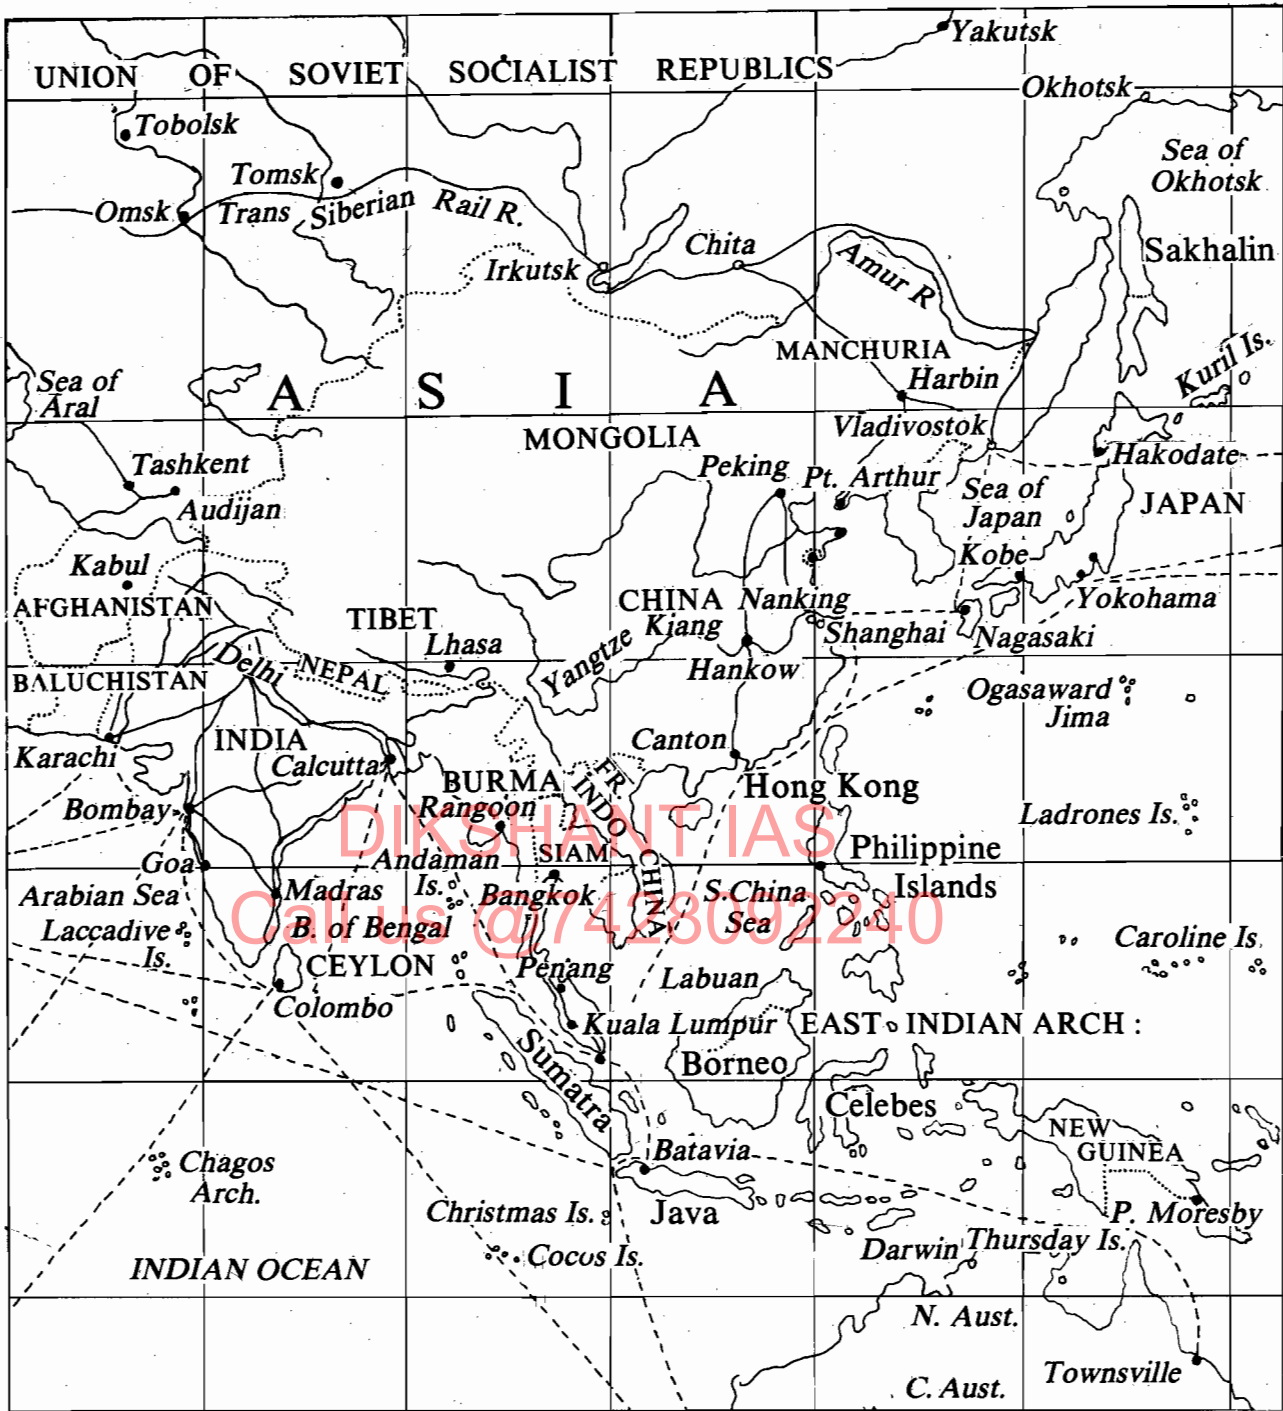 Yakutsk
UNION OF SOVIET SOCIALIST REPUBLICS
Okhotsk
Tobolsk
Sea of
Okhotsk
Tomsk
Omsk
Trans Siberian Rail R.
Chita
Irkutsk
Amur R
Sakhalin
MANCHURIA
Harbin
Kuril Is.
Sea of
Aral
ASIA
MONGOLIA
Vladivostok
Hakodate
Tashkent
Audijan
Peking
Pt. Arthur
Sea of
Japan
JAPAN
Kabul
Kobe
AFGHANISTAN
TIBET
CHINA
Nanking
Yokohama
Lhasa
Yangtze Kiang
Shanghai
Nagasaki
Delhi
NEPAL
Hankow
BALUCHISTAN
Ogasaward
Jima
Karachi
INDIA
Calcutta
Canton
BURMA
FR.
INDO
CHINA
Hong Kong
Bombay
Rangoon
Ladrones Is.
DIKSHANT IAS
Goa
Andaman
Is.
SIAM
Philippine
Islands
Arabian Sea
Madras
Bangkok
S.China
Sea
Call us @7428092240
Laccadive
Is.
B. of Bengal
Caroline Is
CEYLON
Penang
Labuan
Colombo
Kuala Lumpur
EAST INDIAN ARCH :
Sumatra
Borneo
Celebes
NEW
GUINEA
Batavia
Chagos
Arch.
Christmas Is.
Java
P. Moresby
Darwin
Thursday Is.
Cocus Is.
INDIAN OCEAN
N. Aust.
Townsville
C. Aust.